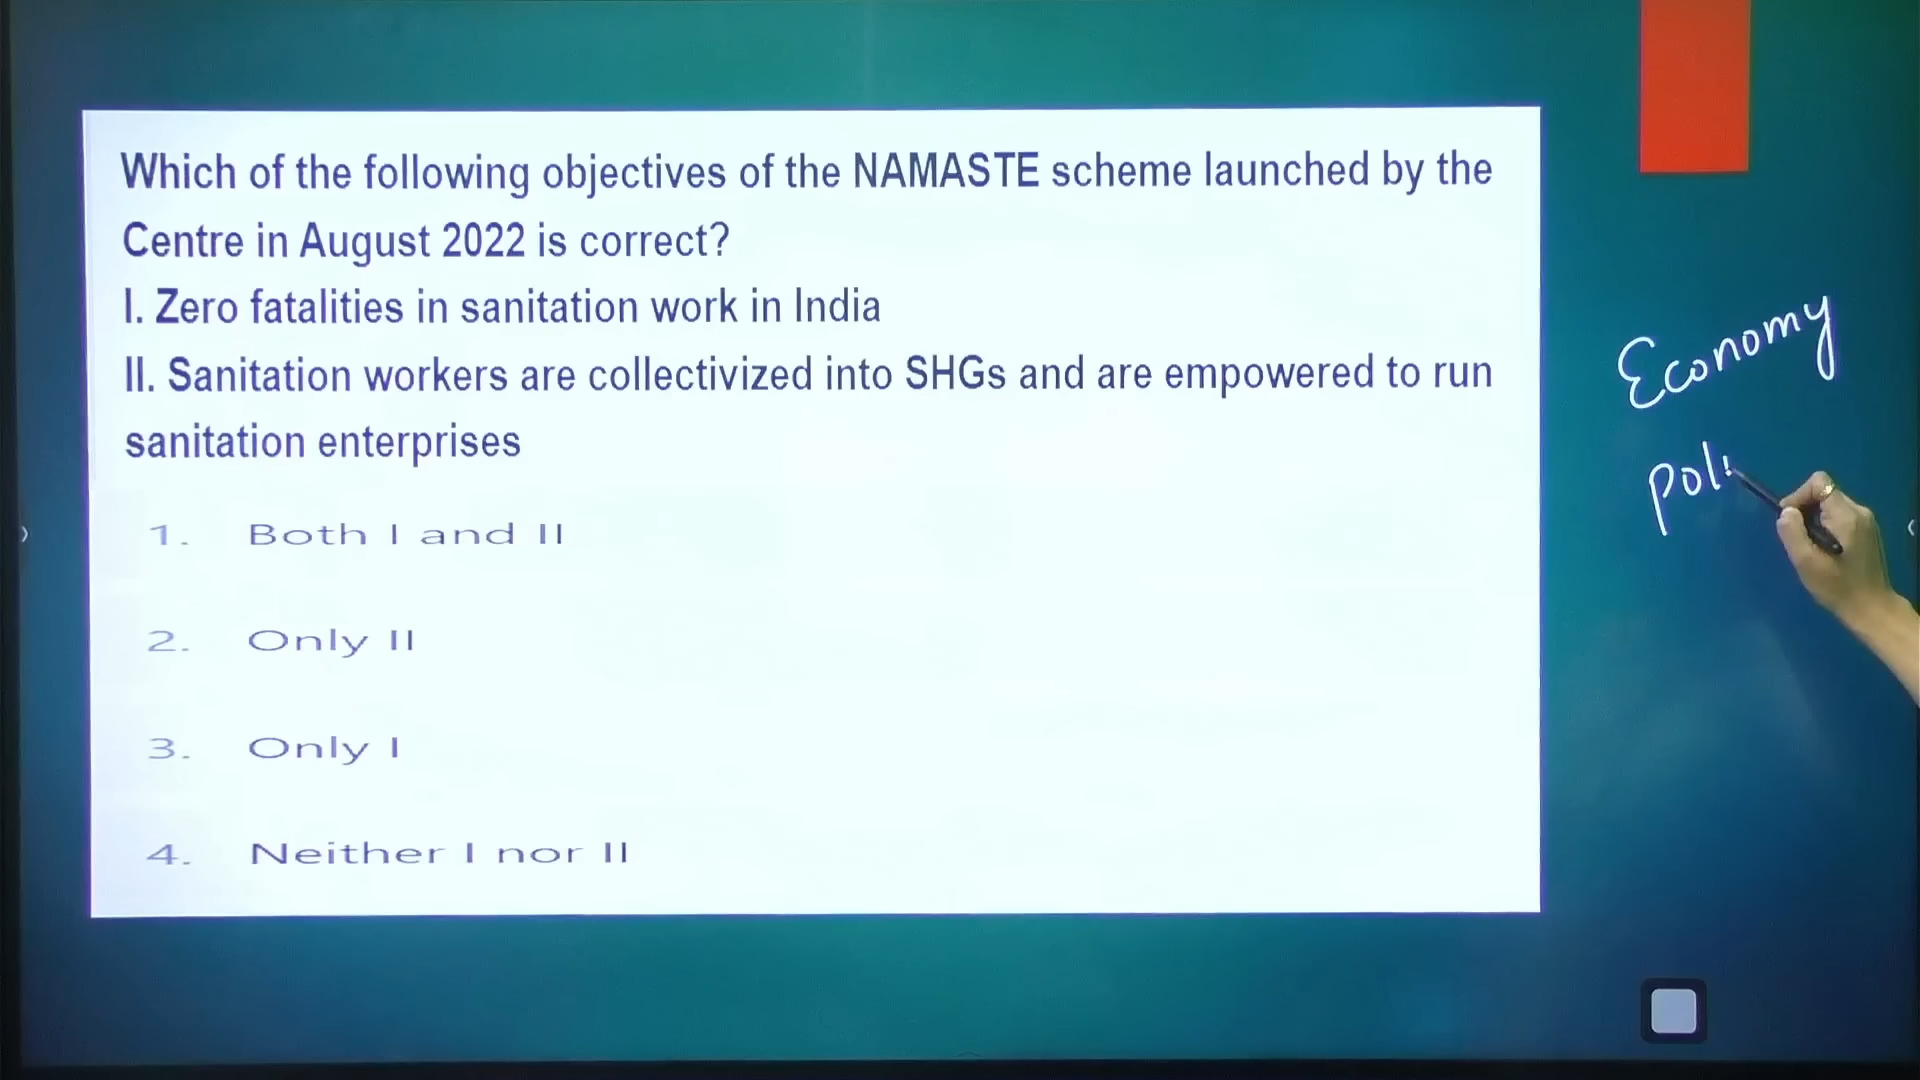 Which of the following objectives of the NAMASTE scheme launched by the
Centre in August 2022 is correct?
I. Zero fatalities in sanitation work in India
II. Sanitation workers are collectivized into SHGs and are empowered to run
sanitation enterprises
1. Both I and II
2. Only II
3. Only I
4. Neither I nor II
Economy
Poli